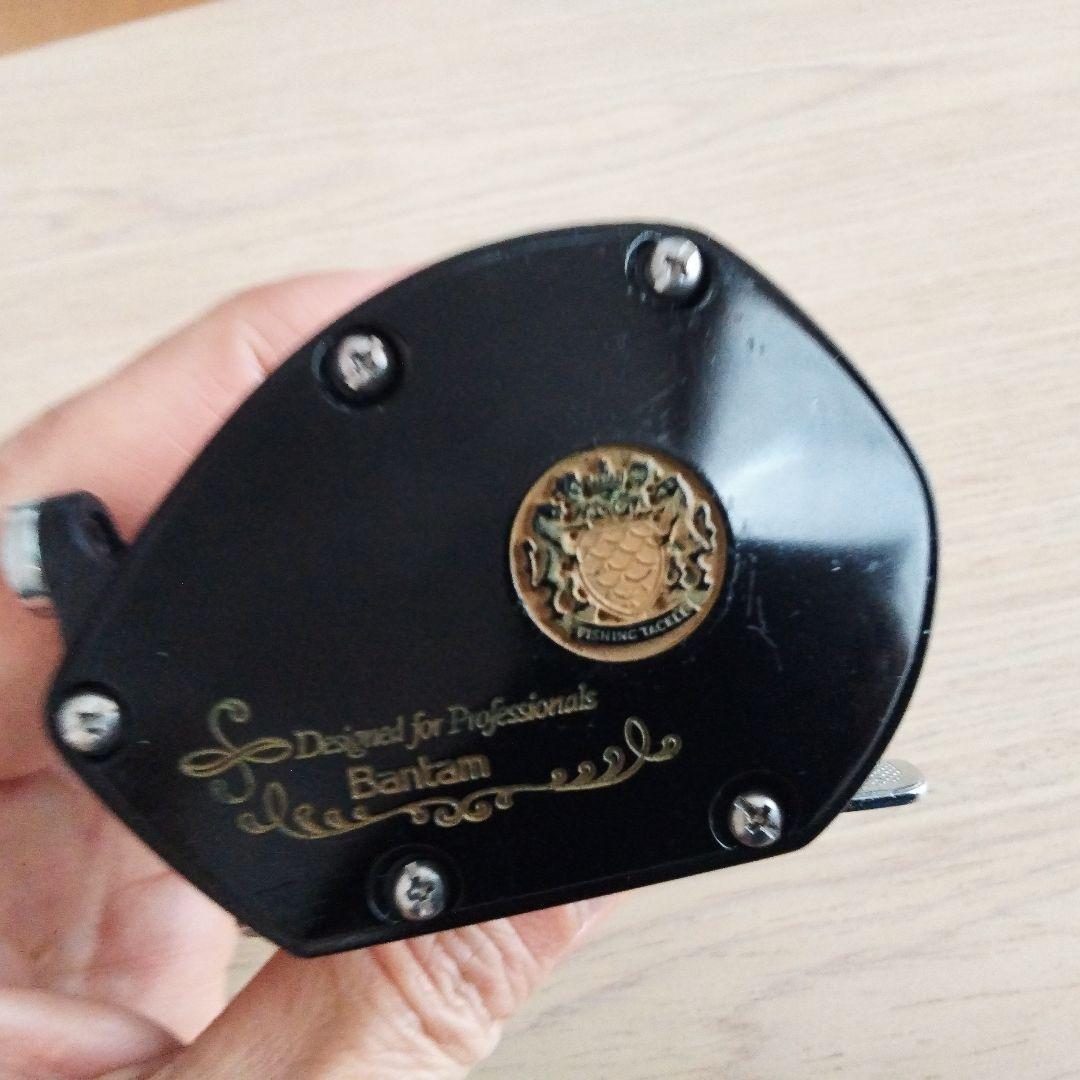 FISHING TACKLE
Designed for Professionals
Bantam